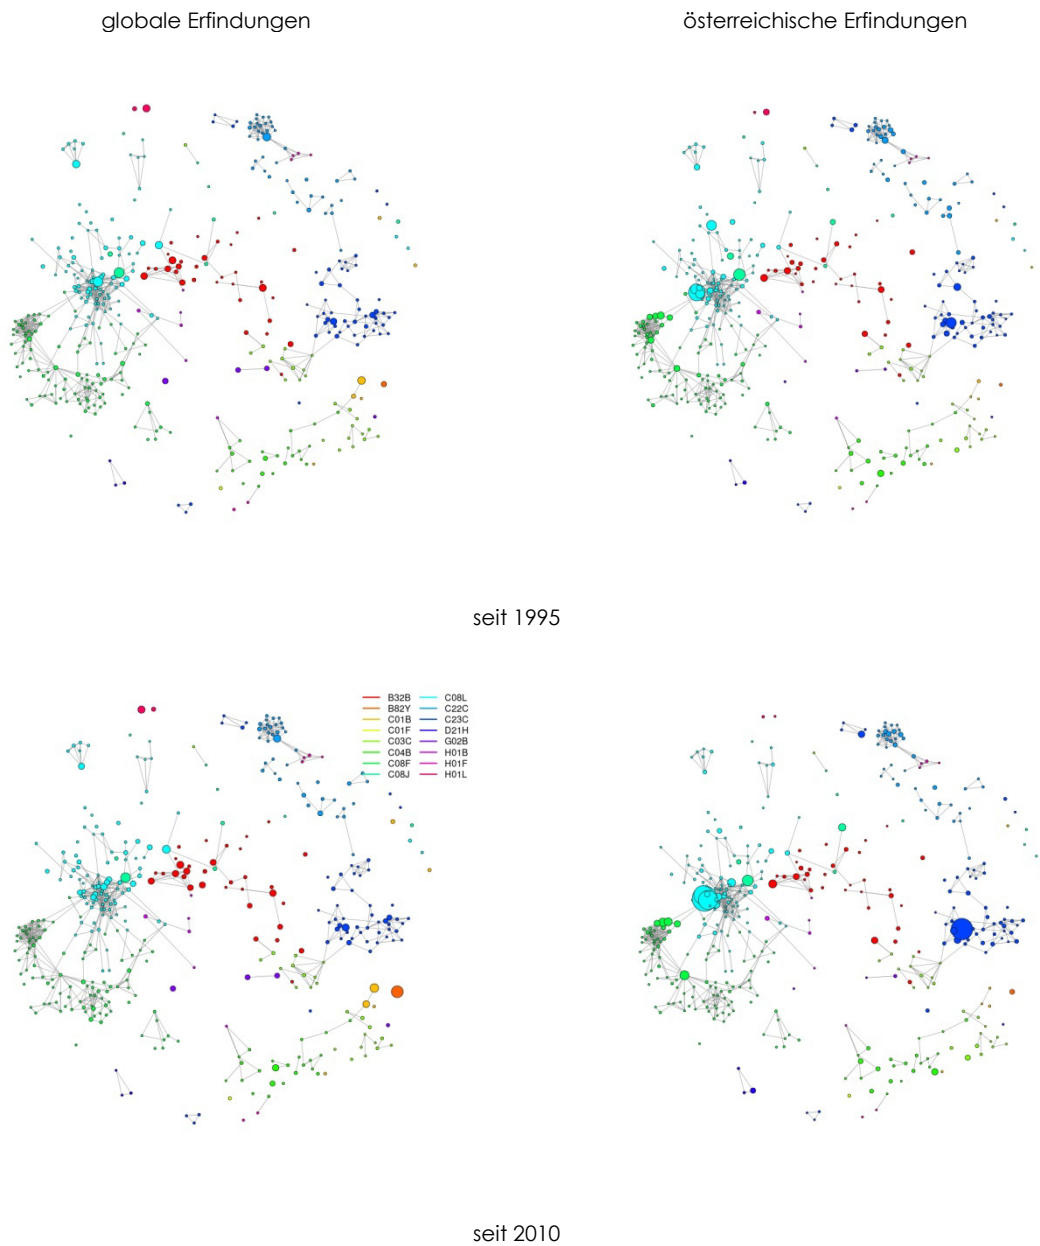 globale Erfindungen
österreichische Erfindungen
seit 1995
B32B C08L
B82Y C22C
C01B C23C
C01F D21H
C03C G02B
C04B H01B
C08F H01F
C08J H01L
seit 2010